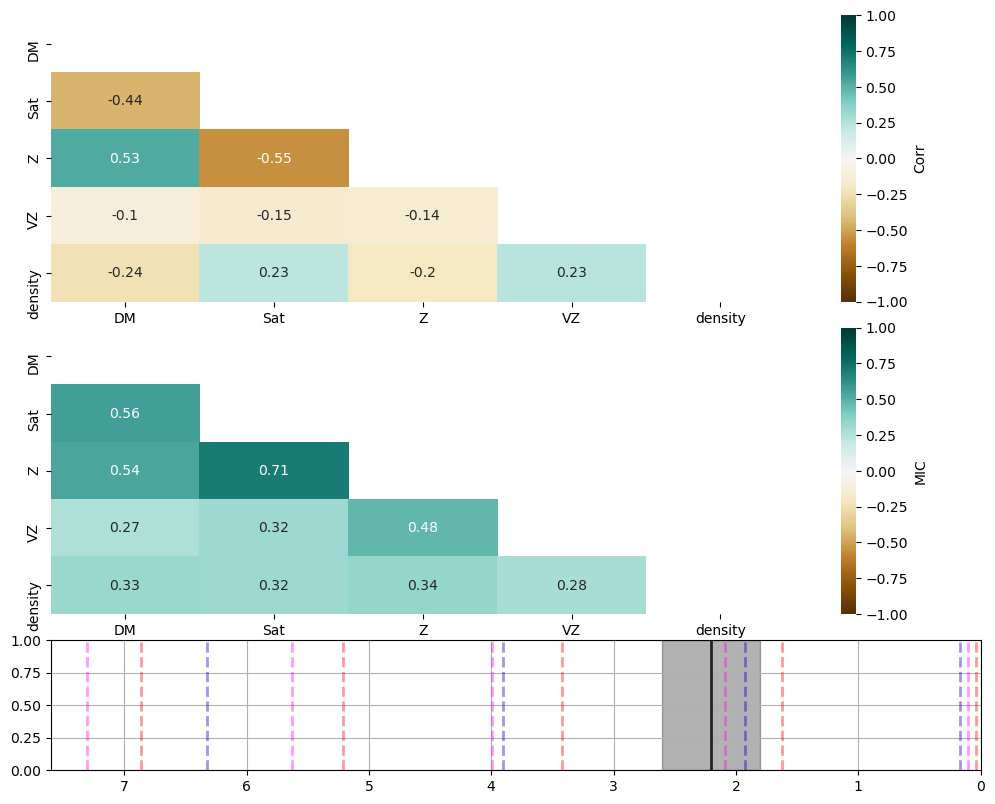 DM
Sat
Z
VZ
density
-0.44
0.53 -0.55
-0.1 -0.15 -0.14
-0.24 0.23 -0.2 0.23
DM Sat Z VZ density
1.00
0.75
0.50
0.25
0.00
−0.25
−0.50
−0.75
−1.00
Corr
DM
Sat
Z
VZ
density
0.56
0.54 0.71
0.27 0.32 0.48
0.33 0.32 0.34 0.28
DM Sat Z VZ density
1.00
0.75
0.50
0.25
0.00
−0.25
−0.50
−0.75
−1.00
MIC
1.00
0.75
0.50
0.25
0.00
7 6 5 4 3 2 1 0